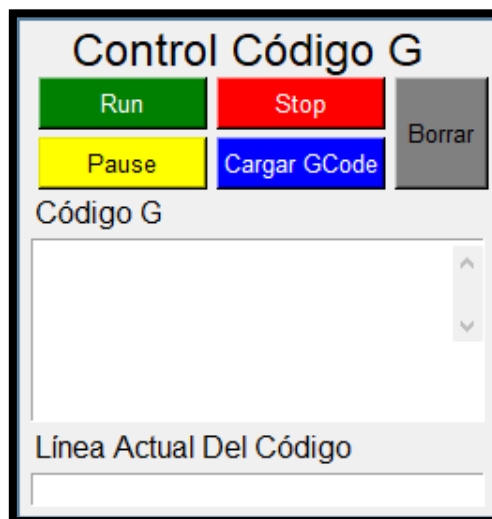 Control Código G
Run
Stop
Borrar
Pause
Cargar GCode
Código G
Línea Actual Del Código